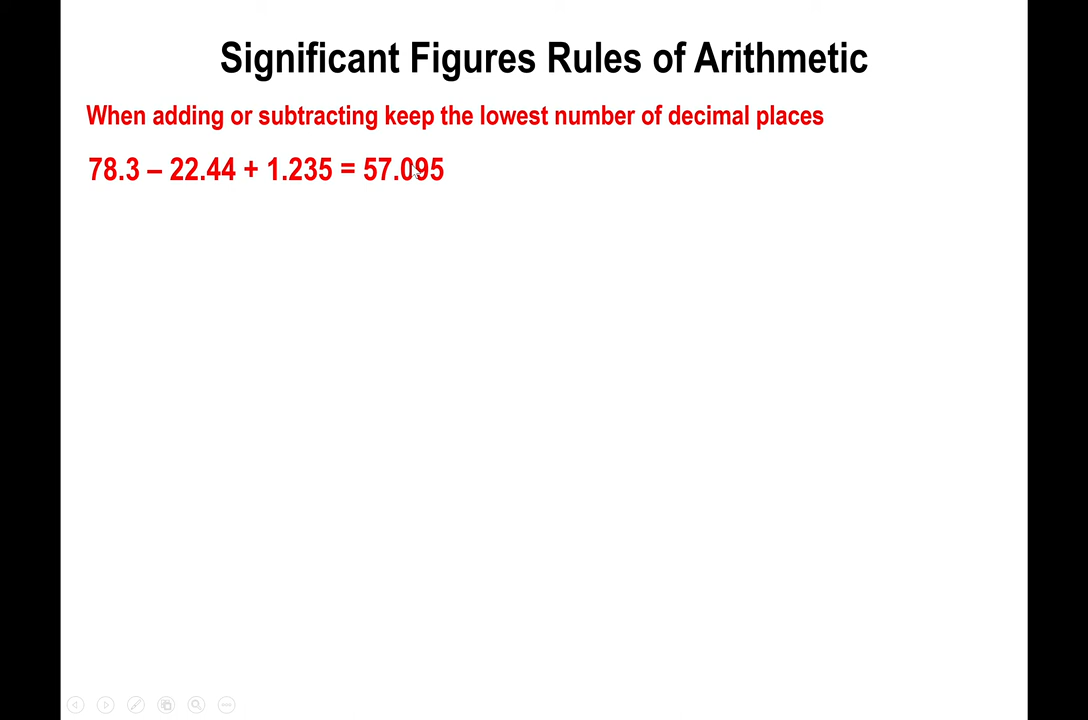 Significant Figures Rules of Arithmetic
When adding or subtracting keep the lowest number of decimal places
78.3 – 22.44 + 1.235 = 57.095